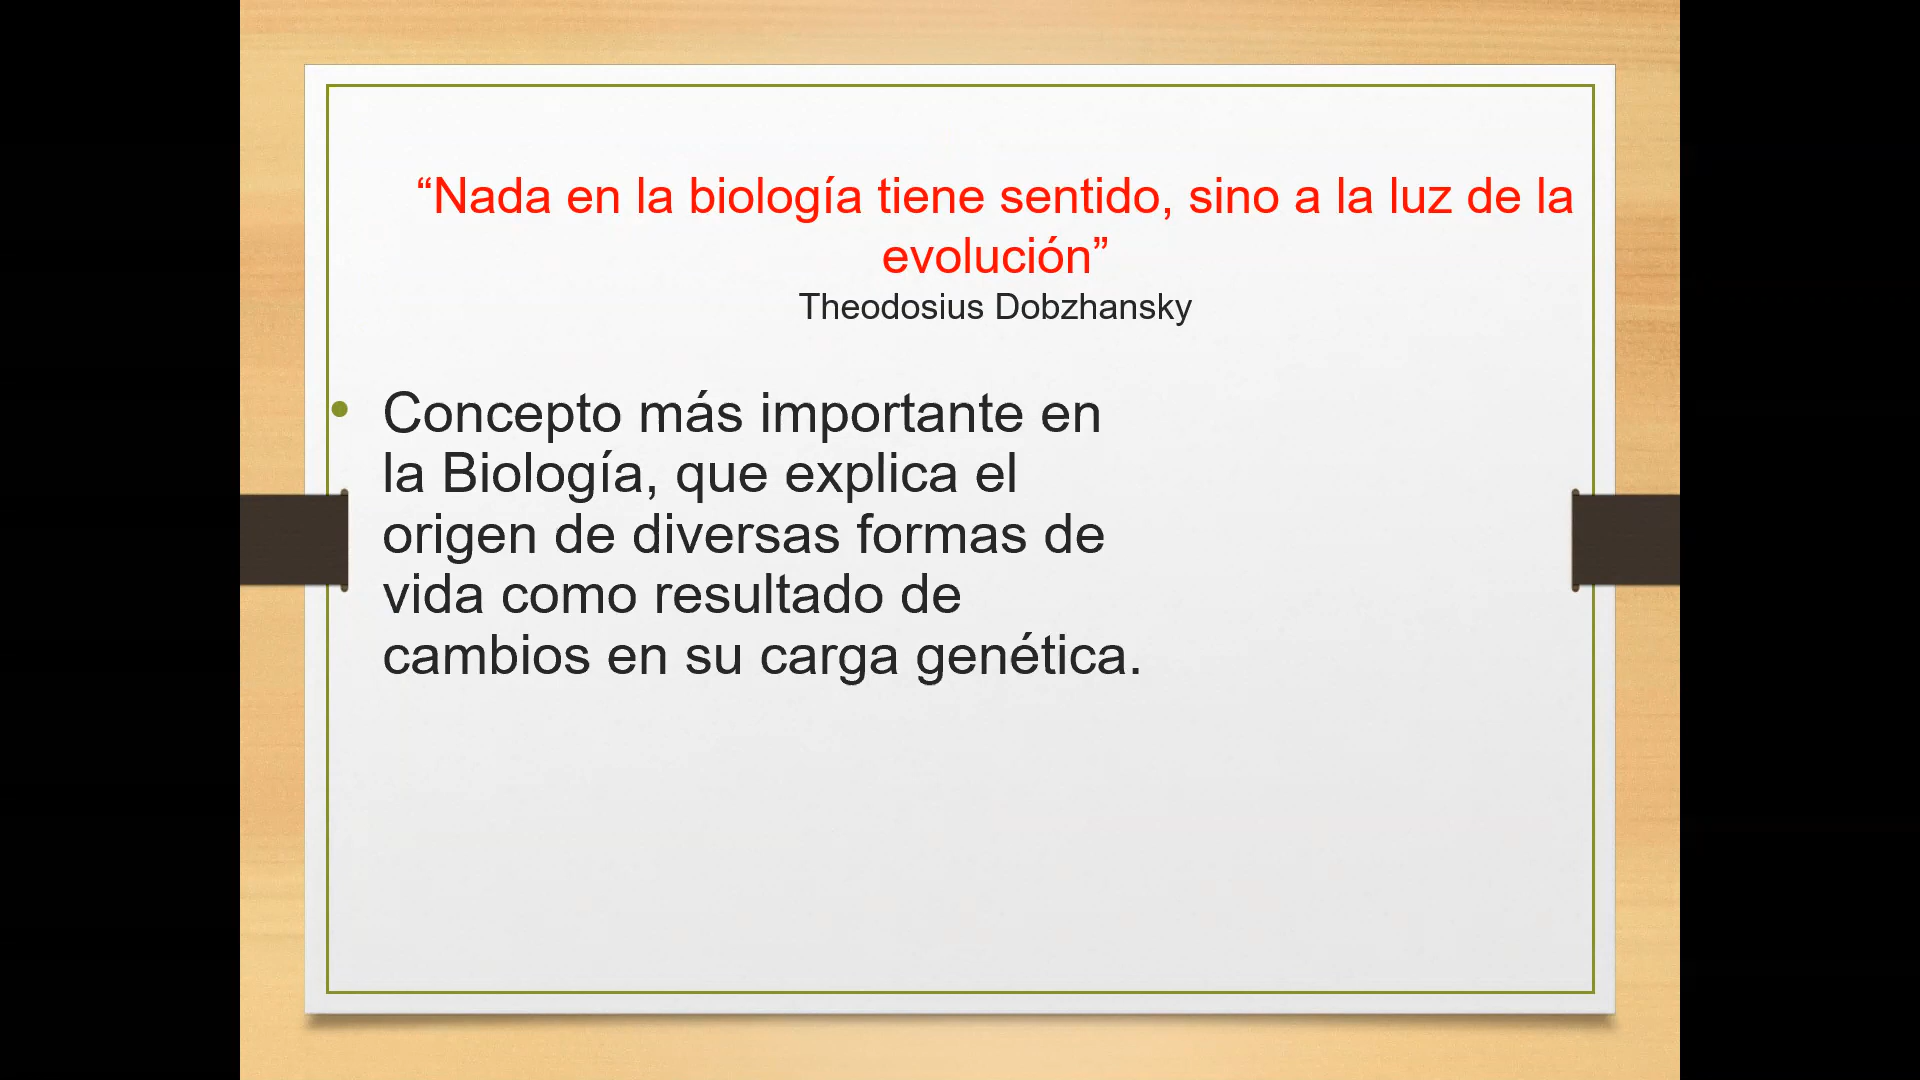 “Nada en la biología tiene sentido, sino a la luz de la
evolución”
Theodosius Dobzhansky
• Concepto más importante en
la Biología, que explica el
origen de diversas formas de
vida como resultado de
cambios en su carga genética.